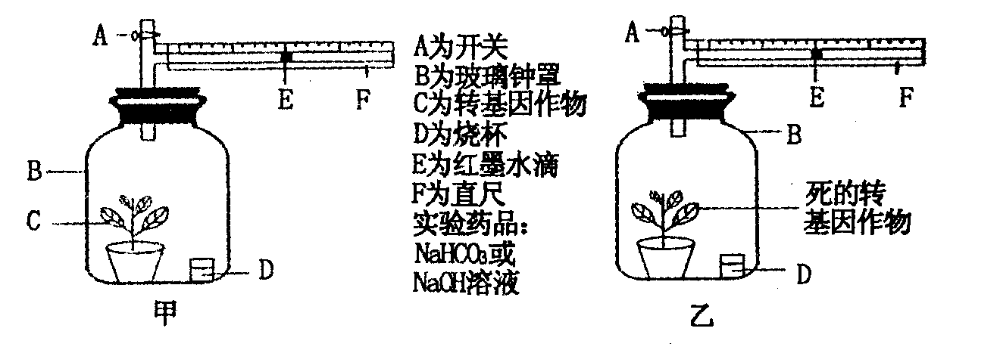 A
E
F
B
C
D
甲
A为开关
B为玻璃钟罩
C为转基因作物
D为烧杯
E为红墨水滴
F为直尺
实验药品:
NaHCO₃或
NaOH溶液
A
E
F
B
死的转
基因作物
D
乙